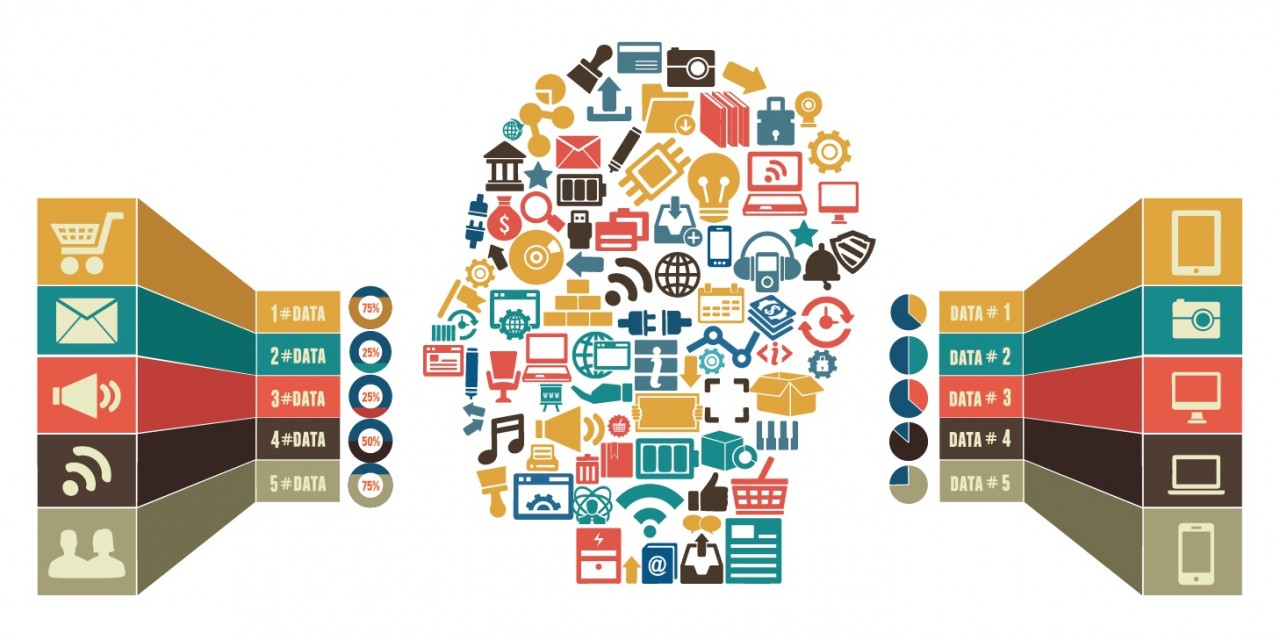 1#DATA
75%
2#DATA
25%
3#DATA
25%
4#DATA
50%
5#DATA
75%
$
$
i
</i>
WWW
@
DATA # 1
DATA # 2
DATA # 3
DATA # 4
DATA # 5